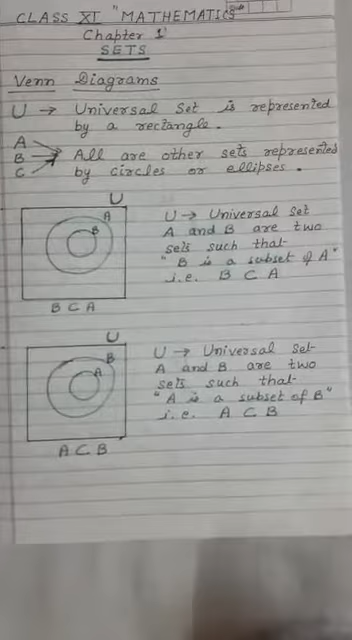 CLASS XI "MATHEMATICS"
Chapter 1
SETS
Venn Diagrams
U → Universal Set is represented
by a rectangle.
A
B → All are other sets represented
C by circles or ellipses.
U
A
B
B ⊂ A
U → Universal Set
A and B are two
sets such that
"B is a subset of A"
i.e. B ⊂ A
U
B
A
A ⊂ B
U → Universal Set
A and B are two
sets such that
"A is a subset of B"
i.e. A ⊂ B